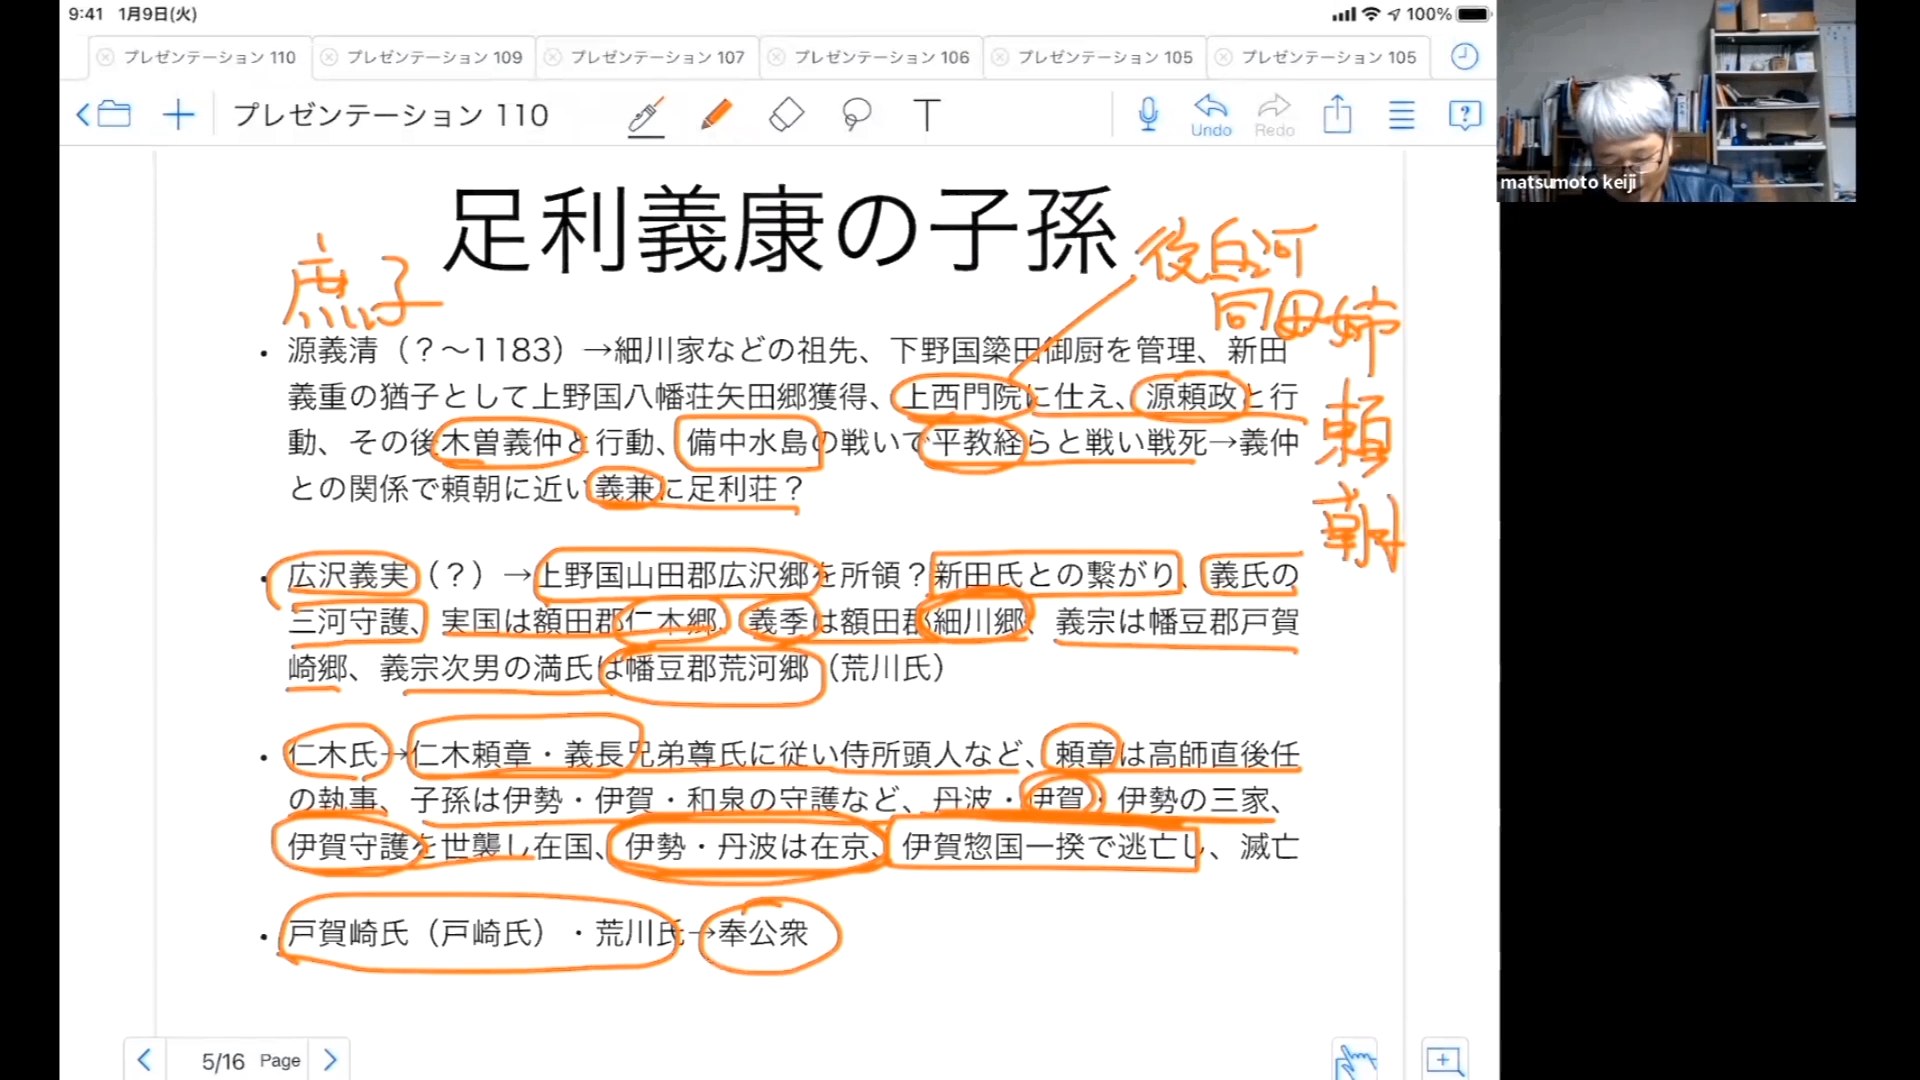 9:41 1月9日(火)
100%
プレゼンテーション 110
プレゼンテーション 109
プレゼンテーション 107
プレゼンテーション 106
プレゼンテーション 105
プレゼンテーション 105
プレゼンテーション 110
T
Undo
Redo
matsumoto keiji
足利義康の子孫
後白河
同母姉
庶子
頼朝
• 源義清（？〜1183）→細川家などの祖先、下野国簗田御厨を管理、新田
義重の猶子として上野国八幡荘矢田郷獲得、上西門院に仕え、源頼政と行
動、その後木曽義仲と行動、備中水島の戦いで平教経らと戦い戦死→義仲
との関係で頼朝に近い義兼に足利荘？
• 広沢義実（？）→上野国山田郡広沢郷を所領？新田氏との繋がり、義氏の
三河守護、実国は額田郡仁木郷、義季は額田郡細川郷、義宗は幡豆郡戸賀
崎郷、義宗次男の満氏は幡豆郡荒河郷（荒川氏）
• 仁木氏→仁木頼章・義長兄弟尊氏に従い侍所頭人など、頼章は高師直後任
の執事、子孫は伊勢・伊賀・和泉の守護など、丹波・伊賀・伊勢の三家、
伊賀守護を世襲し在国、伊勢・丹波は在京、伊賀惣国一揆で逃亡し、滅亡
• 戸賀崎氏（戸崎氏）・荒川氏→奉公衆
5/16 Page